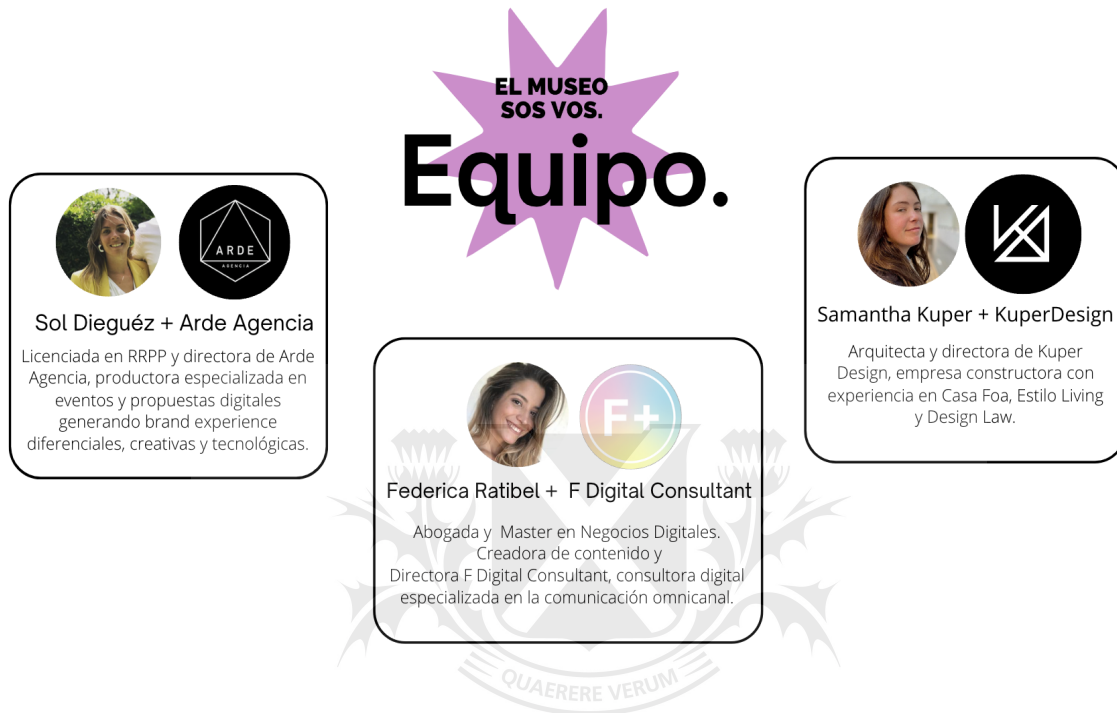 EL MUSEO
SOS VOS.
Equipo.
ARDE
AGENCIA
Sol Dieguéz + Arde Agencia
Licenciada en RRPP y directora de Arde
Agencia, productora especializada en
eventos y propuestas digitales
generando brand experience
diferenciales, creativas y tecnológicas.
F+
Federica Ratibel + F Digital Consultant
Abogada y Master en Negocios Digitales.
Creadora de contenido y
Directora F Digital Consultant, consultora digital
especializada en la comunicación omnicanal.
Samantha Kuper + KuperDesign
Arquitecta y directora de Kuper
Design, empresa constructora con
experiencia en Casa Foa, Estilo Living
y Design Law.
QUAERERE VERUM